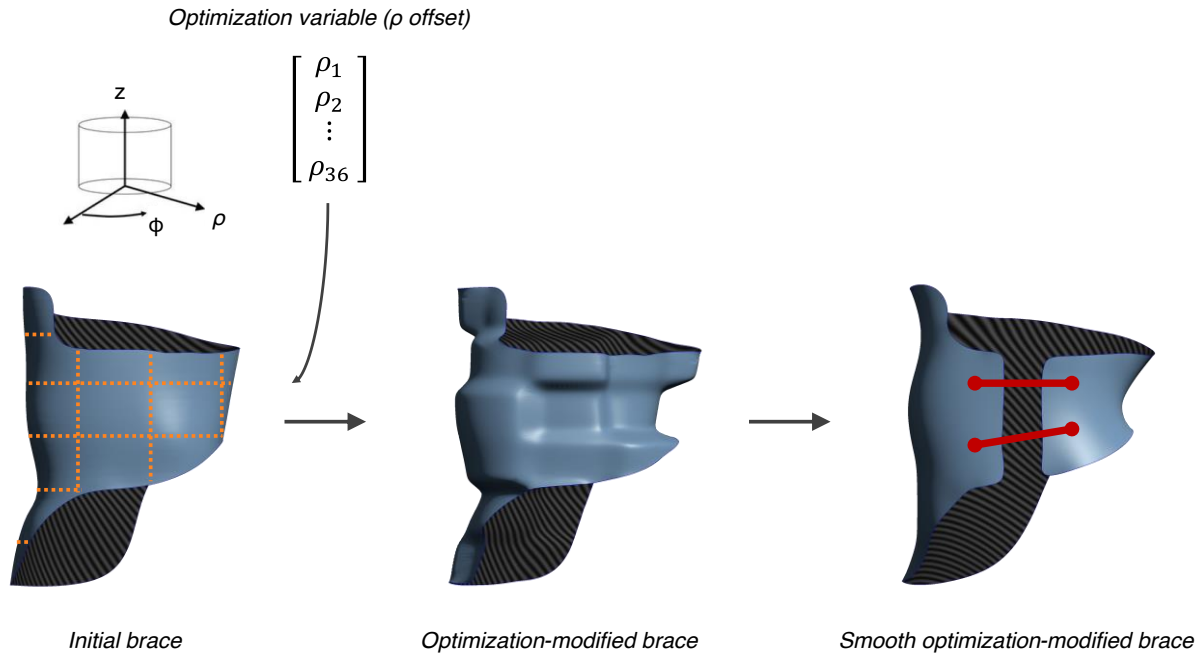 Optimization variable (ρ offset)
ρ1
ρ2
⋮
ρ36
z
ρ
ϕ
Initial brace
Optimization-modified brace
Smooth optimization-modified brace